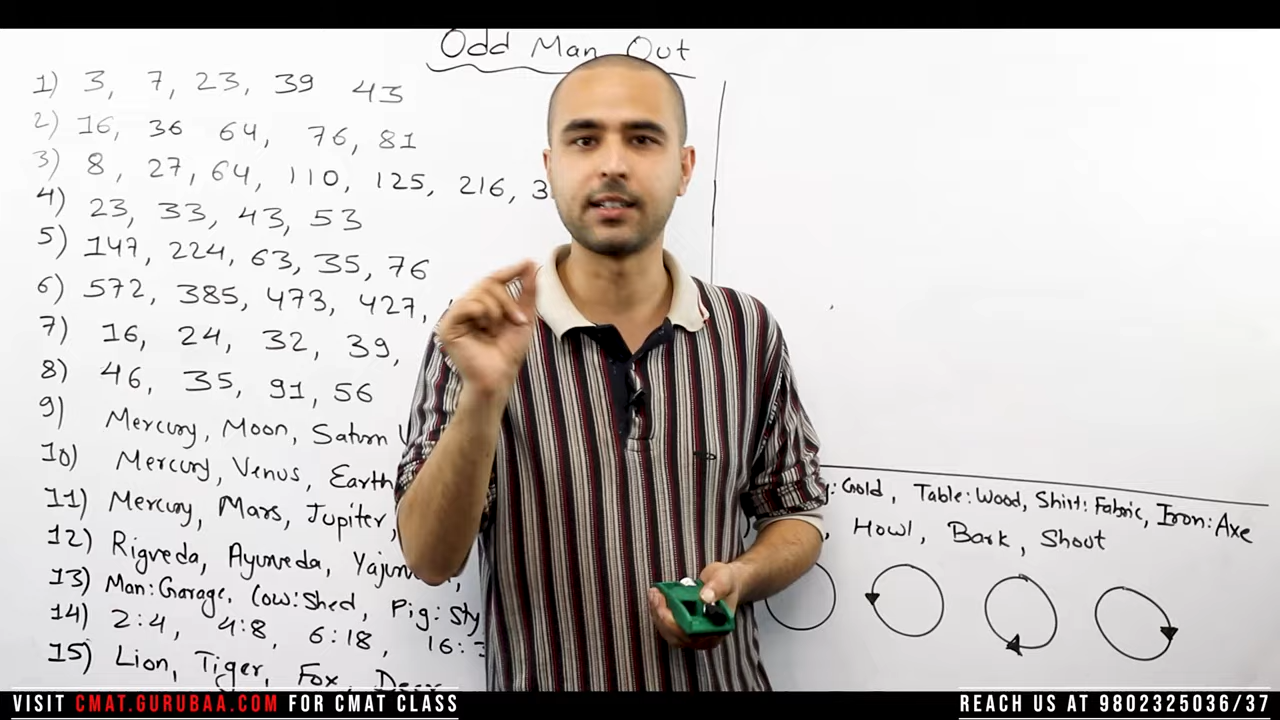 Odd Man Out
1) 3, 7, 23, 39 43
2) 16, 36 64, 76, 81
3) 8, 27, 64, 110, 125, 216, 3
4) 23, 33, 43, 53
5) 147, 224, 63, 35, 76
6) 572, 385, 473, 427,
7) 16, 24, 32, 39,
8) 46, 35, 91, 56
9) Mercury, Moon, Saturn
10) Mercury, Venus, Earth
11) Mercury, Mars, Jupiter,
12) Rigveda, Ayurveda,
13) Man:Garage, Cow:Shed, Pig:Sty
14) 2:4, 4:8, 6:18, 16:
15) Lion, Tiger, Fox, Deer
:Gold, Table:Wood, Shirt:Fabric, Iron:Axe
, Howl, Bark, Shout
VISIT CMAT.GURUBAA.COM FOR CMAT CLASS
REACH US AT 9802325036/37